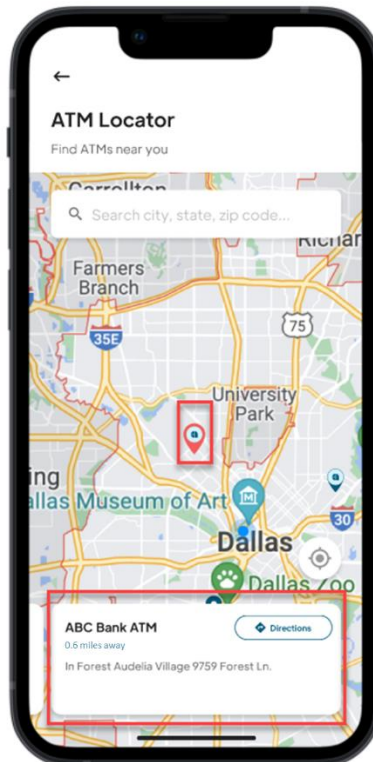 ATM Locator
Find ATMs near you
Carrollton
Search city, state, zip code...
Richar
Farmers
Branch
75
35E
University
Park
a
a
ing
allas Museum of Art
M
30
Dallas
Dallas Zoo
ABC Bank ATM
Directions
0.6 miles away
In Forest Audelia Village 9759 Forest Ln.